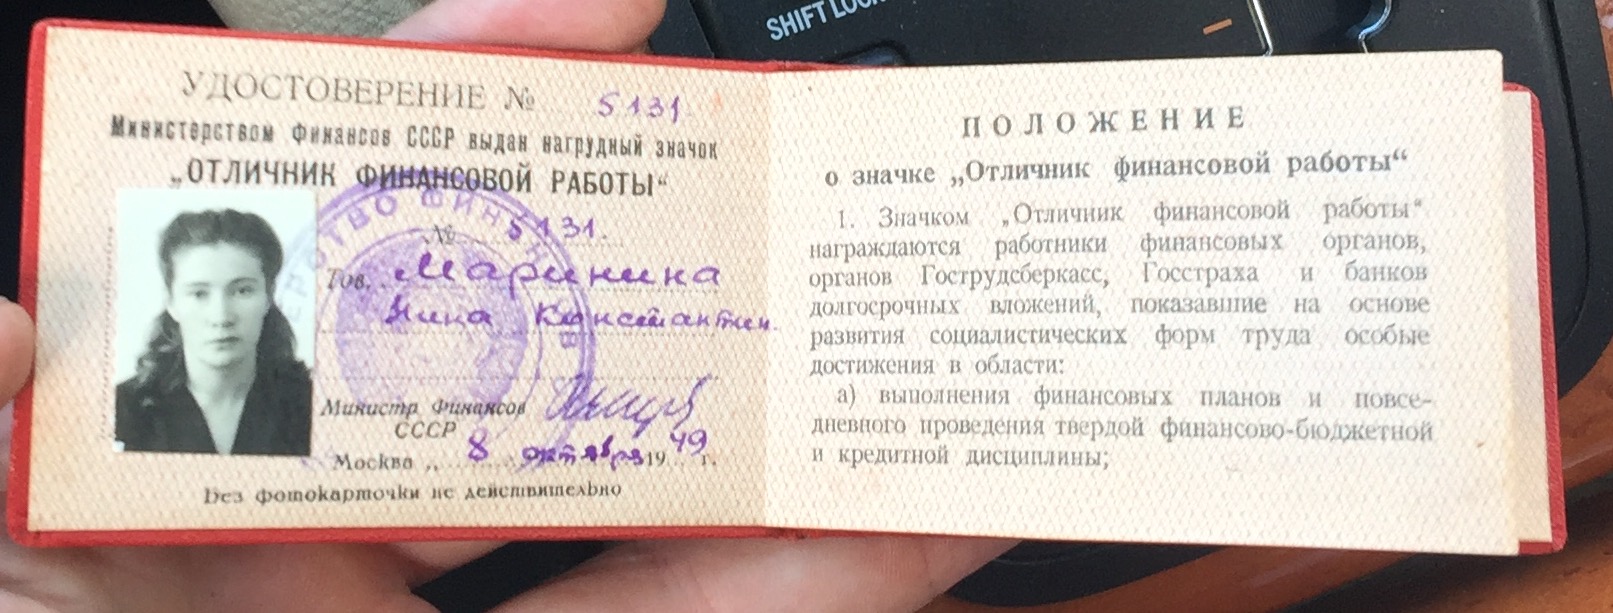 SHIFT LOCK
УДОСТОВЕРЕНИЕ № 5131
Министерством финансов СССР выдан нагрудный значок
„ОТЛИЧНИК ФИНАНСОВОЙ РАБОТЫ“
№ 5131.
Тов. Маринина
Нина Константин.
Министр Финансов
СССР
Москва „ 8 октября 1949 г.
Без фотокарточки не действительно
ПОЛОЖЕНИЕ
о значке „Отличник финансовой работы“
1. Значком „Отличник финансовой работы“
награждаются работники финансовых органов,
органов Гострудсберкасс, Госстраха и банков
долгосрочных вложений, показавшие на основе
развития социалистических форм труда особые
достижения в области:
а) выполнения финансовых планов и повсе-
дневного проведения твердой финансово-бюджетной
и кредитной дисциплины;